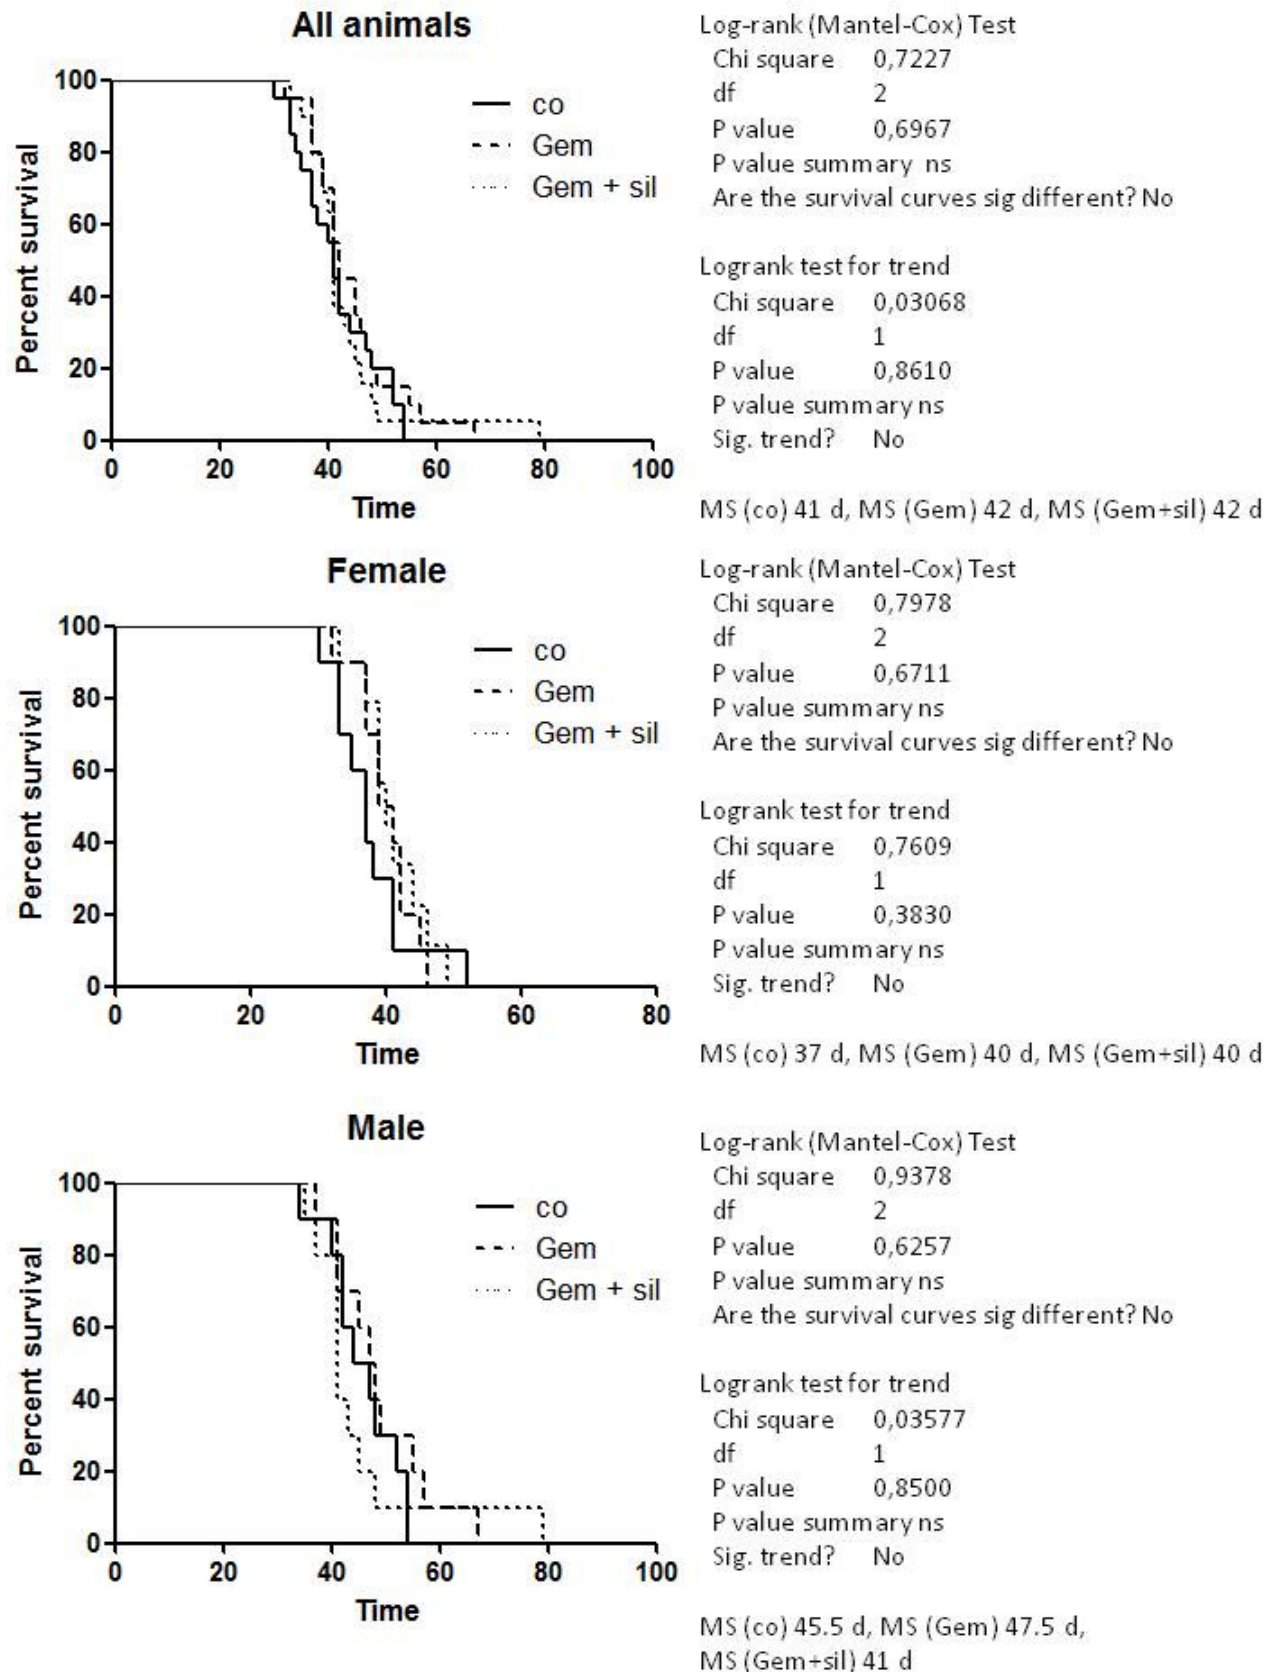 All animals
Percent survival
100
80
60
40
20
0
0 20 40 60 80 100
Time
co
Gem
Gem + sil
Log-rank (Mantel-Cox) Test
Chi square 0,7227
df 2
P value 0,6967
P value summary ns
Are the survival curves sig different? No
Logrank test for trend
Chi square 0,03068
df 1
P value 0,8610
P value summary ns
Sig. trend? No
MS (co) 41 d, MS (Gem) 42 d, MS (Gem+sil) 42 d
Female
Percent survival
100
80
60
40
20
0
0 20 40 60 80
Time
co
Gem
Gem + sil
Log-rank (Mantel-Cox) Test
Chi square 0,7978
df 2
P value 0,6711
P value summary ns
Are the survival curves sig different? No
Logrank test for trend
Chi square 0,7609
df 1
P value 0,3830
P value summary ns
Sig. trend? No
MS (co) 37 d, MS (Gem) 40 d, MS (Gem+sil) 40 d
Male
Percent survival
100
80
60
40
20
0
0 20 40 60 80 100
Time
co
Gem
Gem + sil
Log-rank (Mantel-Cox) Test
Chi square 0,9378
df 2
P value 0,6257
P value summary ns
Are the survival curves sig different? No
Logrank test for trend
Chi square 0,03577
df 1
P value 0,8500
P value summary ns
Sig. trend? No
MS (co) 45.5 d, MS (Gem) 47.5 d,
MS (Gem+sil) 41 d